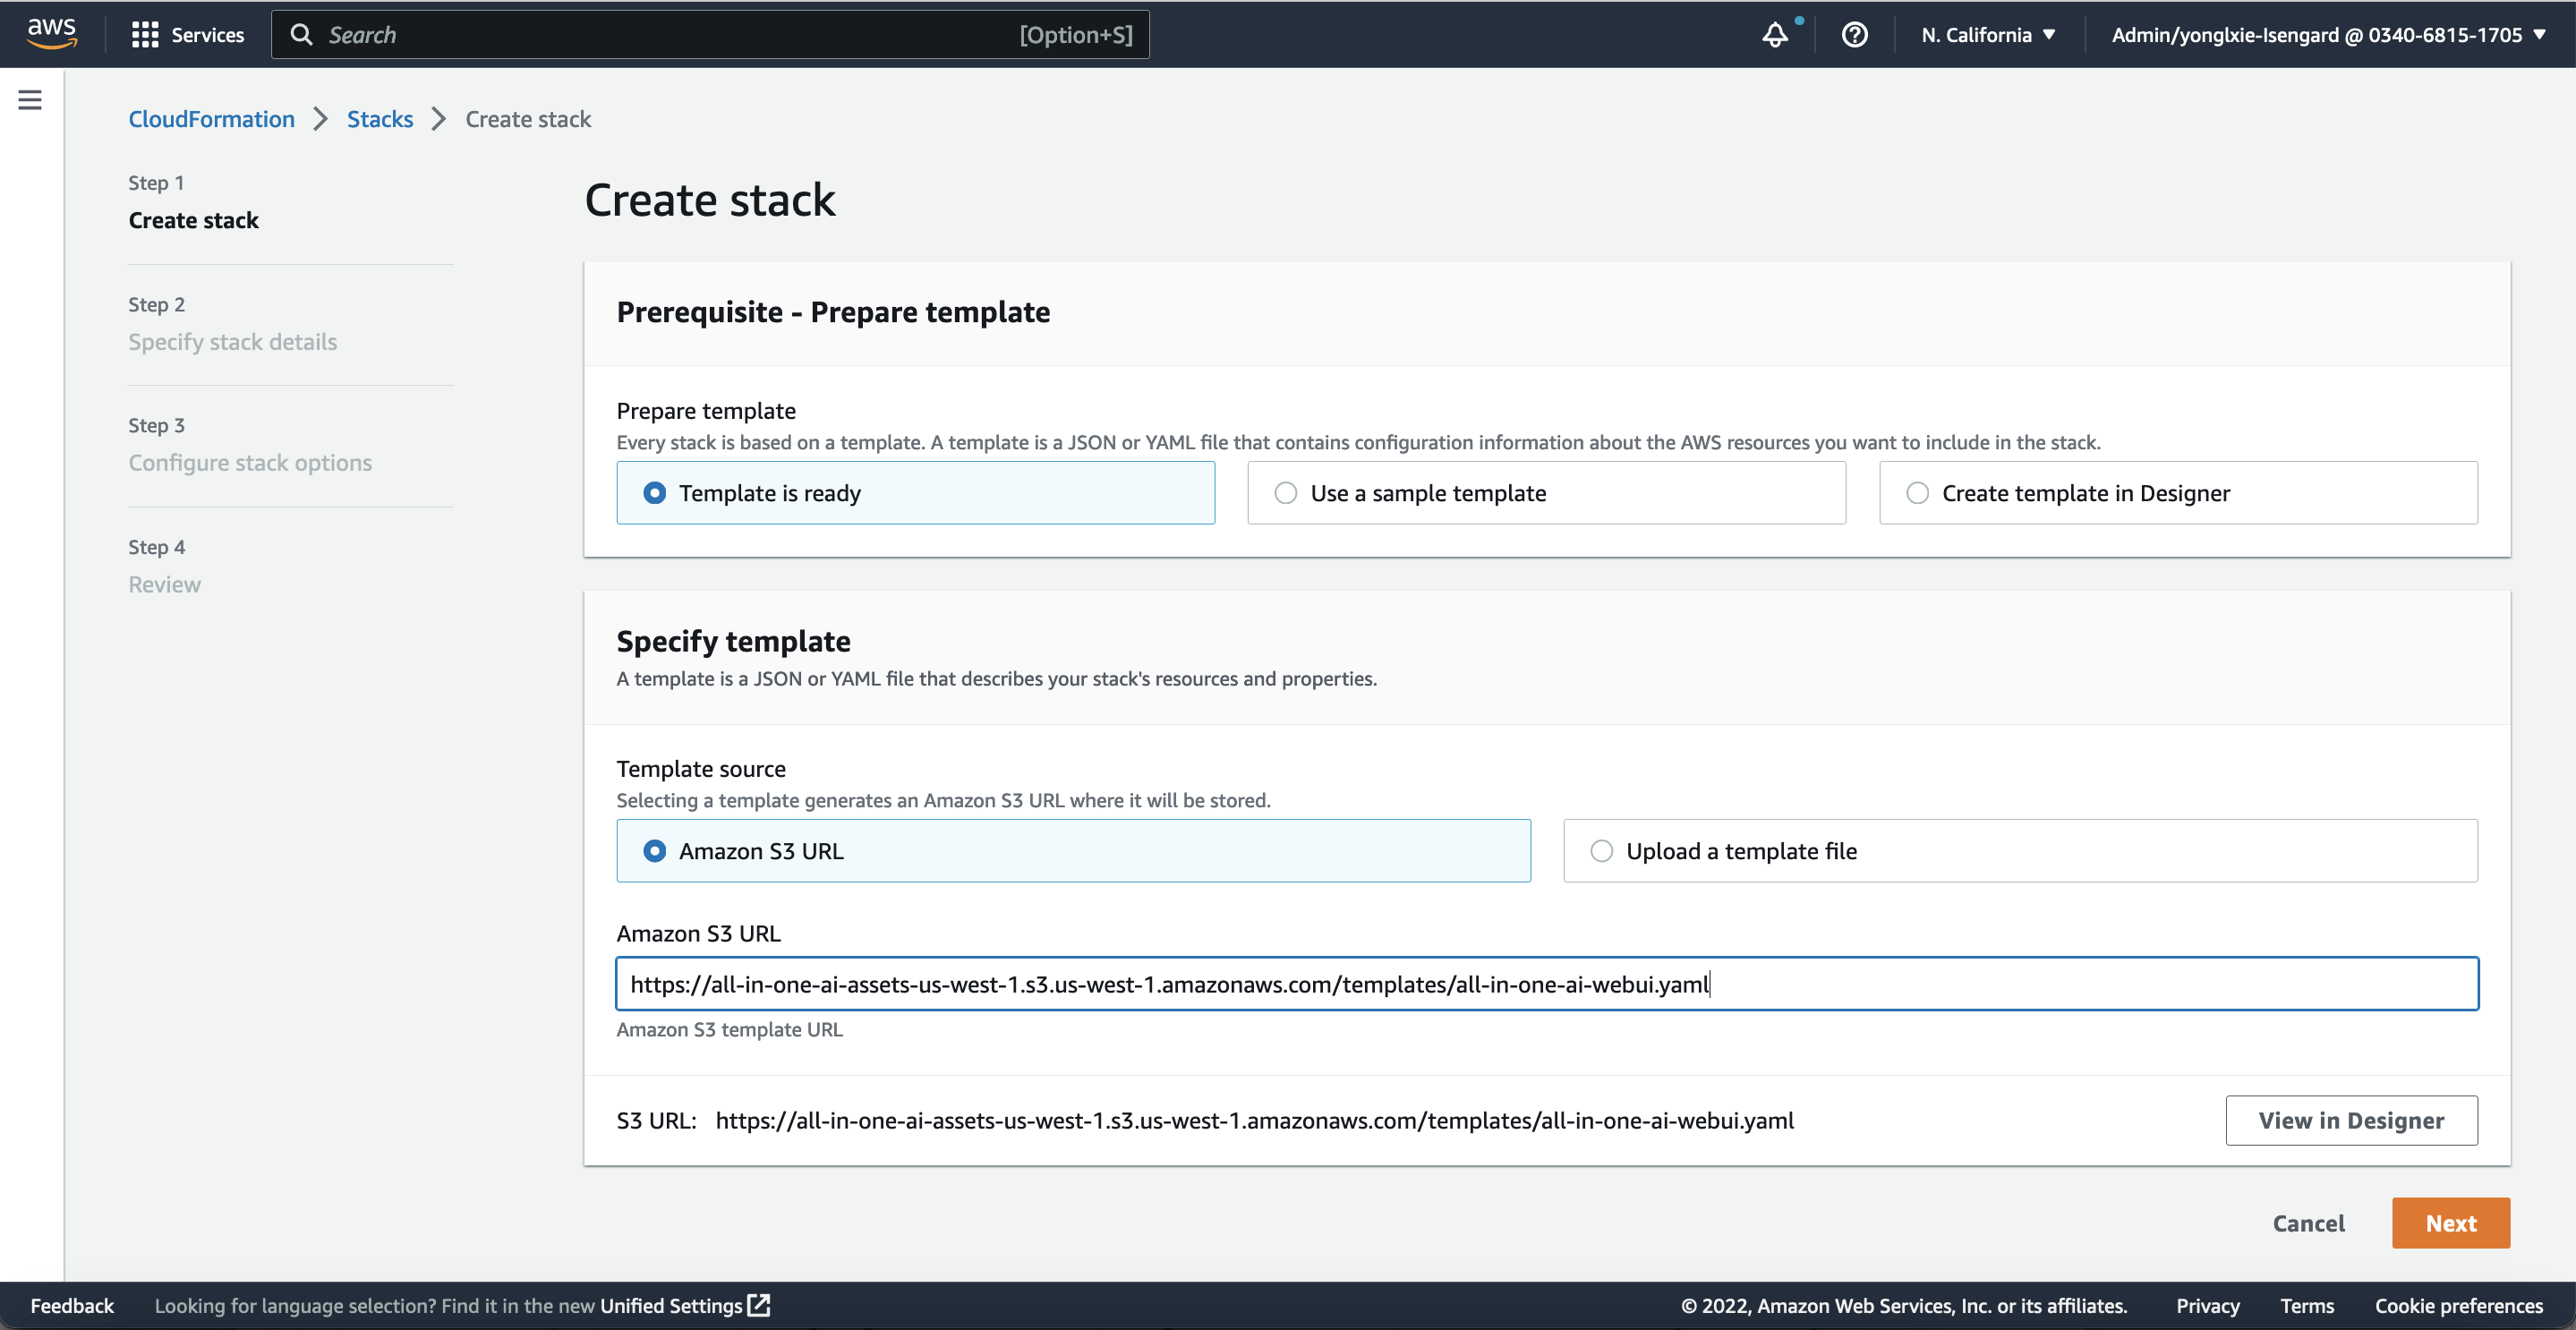 aws Services Search [Option+S] N. California Admin/yonglxie-Isengard @ 0340-6815-1705
CloudFormation Stacks Create stack
Step 1
Create stack
Step 2
Specify stack details
Step 3
Configure stack options
Step 4
Review
Create stack
Prerequisite - Prepare template
Prepare template
Every stack is based on a template. A template is a JSON or YAML file that contains configuration information about the AWS resources you want to include in the stack.
Template is ready Use a sample template Create template in Designer
Specify template
A template is a JSON or YAML file that describes your stack's resources and properties.
Template source
Selecting a template generates an Amazon S3 URL where it will be stored.
Amazon S3 URL Upload a template file
Amazon S3 URL
https://all-in-one-ai-assets-us-west-1.s3.us-west-1.amazonaws.com/templates/all-in-one-ai-webui.yaml
Amazon S3 template URL
S3 URL: https://all-in-one-ai-assets-us-west-1.s3.us-west-1.amazonaws.com/templates/all-in-one-ai-webui.yaml View in Designer
Cancel Next
Feedback Looking for language selection? Find it in the new Unified Settings © 2022, Amazon Web Services, Inc. or its affiliates. Privacy Terms Cookie preferences